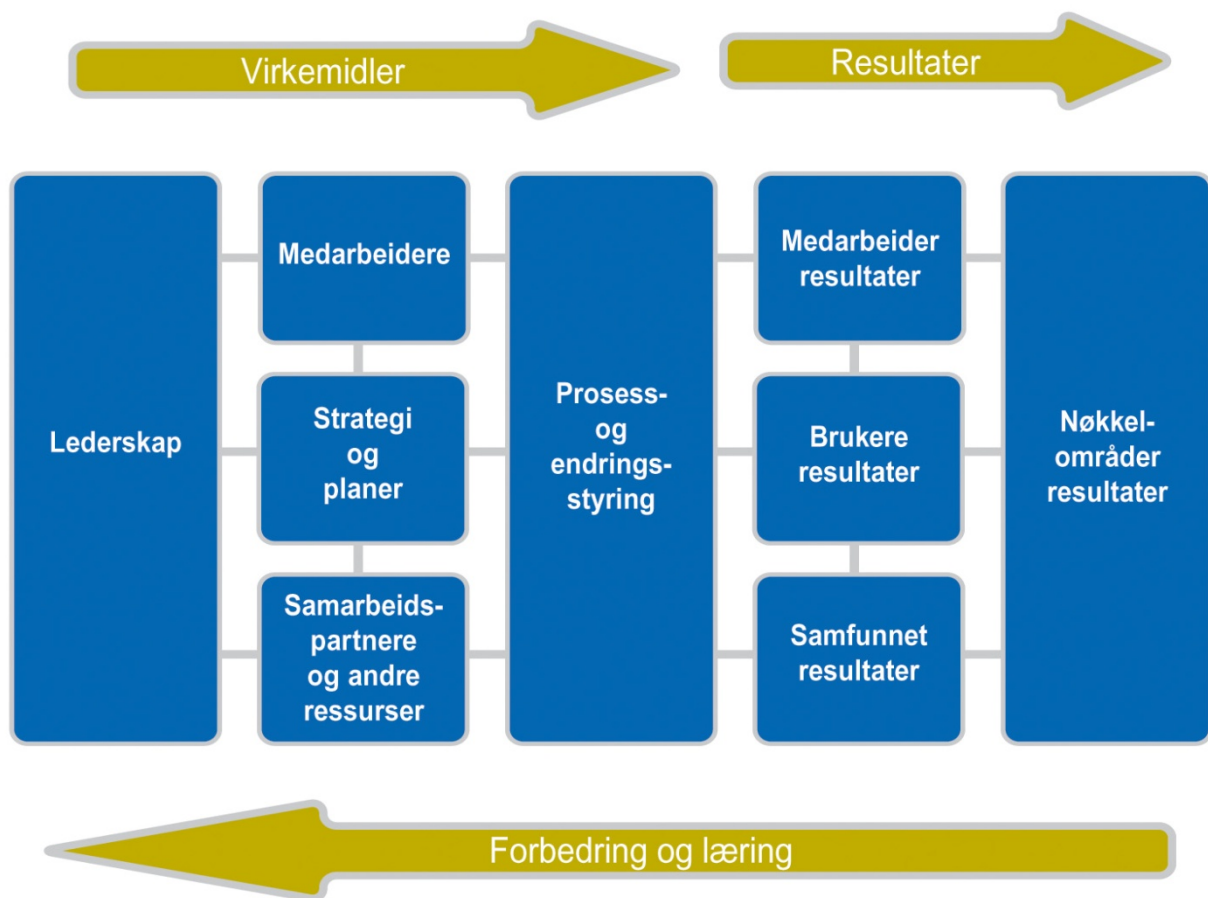 Virkemidler
Resultater
Lederskap
Medarbeidere
Strategi
og
planer
Samarbeids-
partnere
og andre
ressurser
Prosess-
og
endrings-
styring
Medarbeider
resultater
Brukere
resultater
Samfunnet
resultater
Nøkkel-
områder
resultater
Forbedring og læring